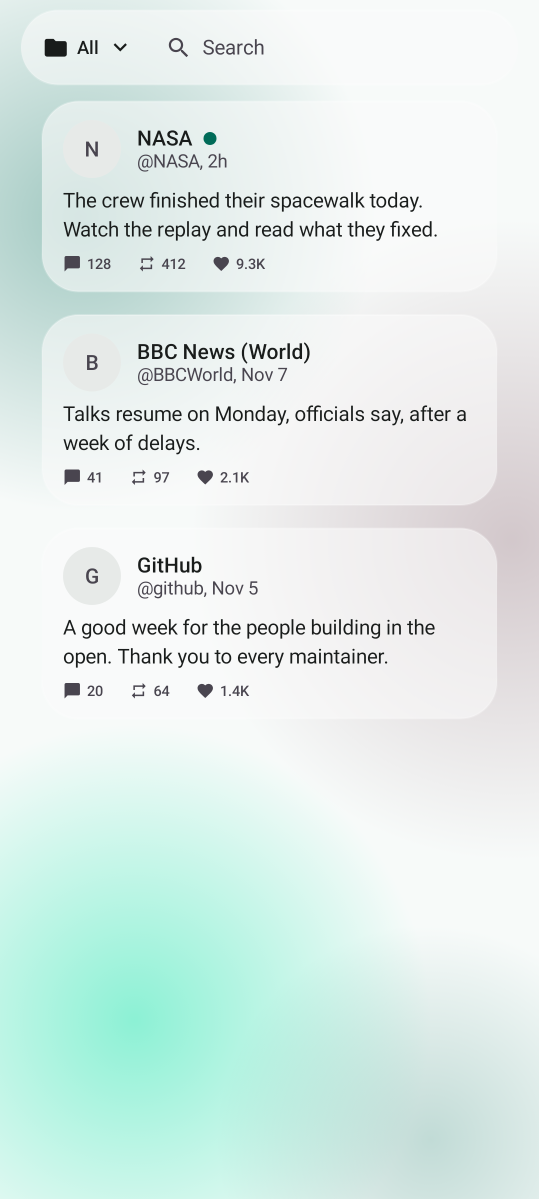 All
Search
N
NASA
@NASA, 2h
The crew finished their spacewalk today.
Watch the replay and read what they fixed.
128 412 9.3K
B
BBC News (World)
@BBCWorld, Nov 7
Talks resume on Monday, officials say, after a
week of delays.
41 97 2.1K
G
GitHub
@github, Nov 5
A good week for the people building in the
open. Thank you to every maintainer.
20 64 1.4K